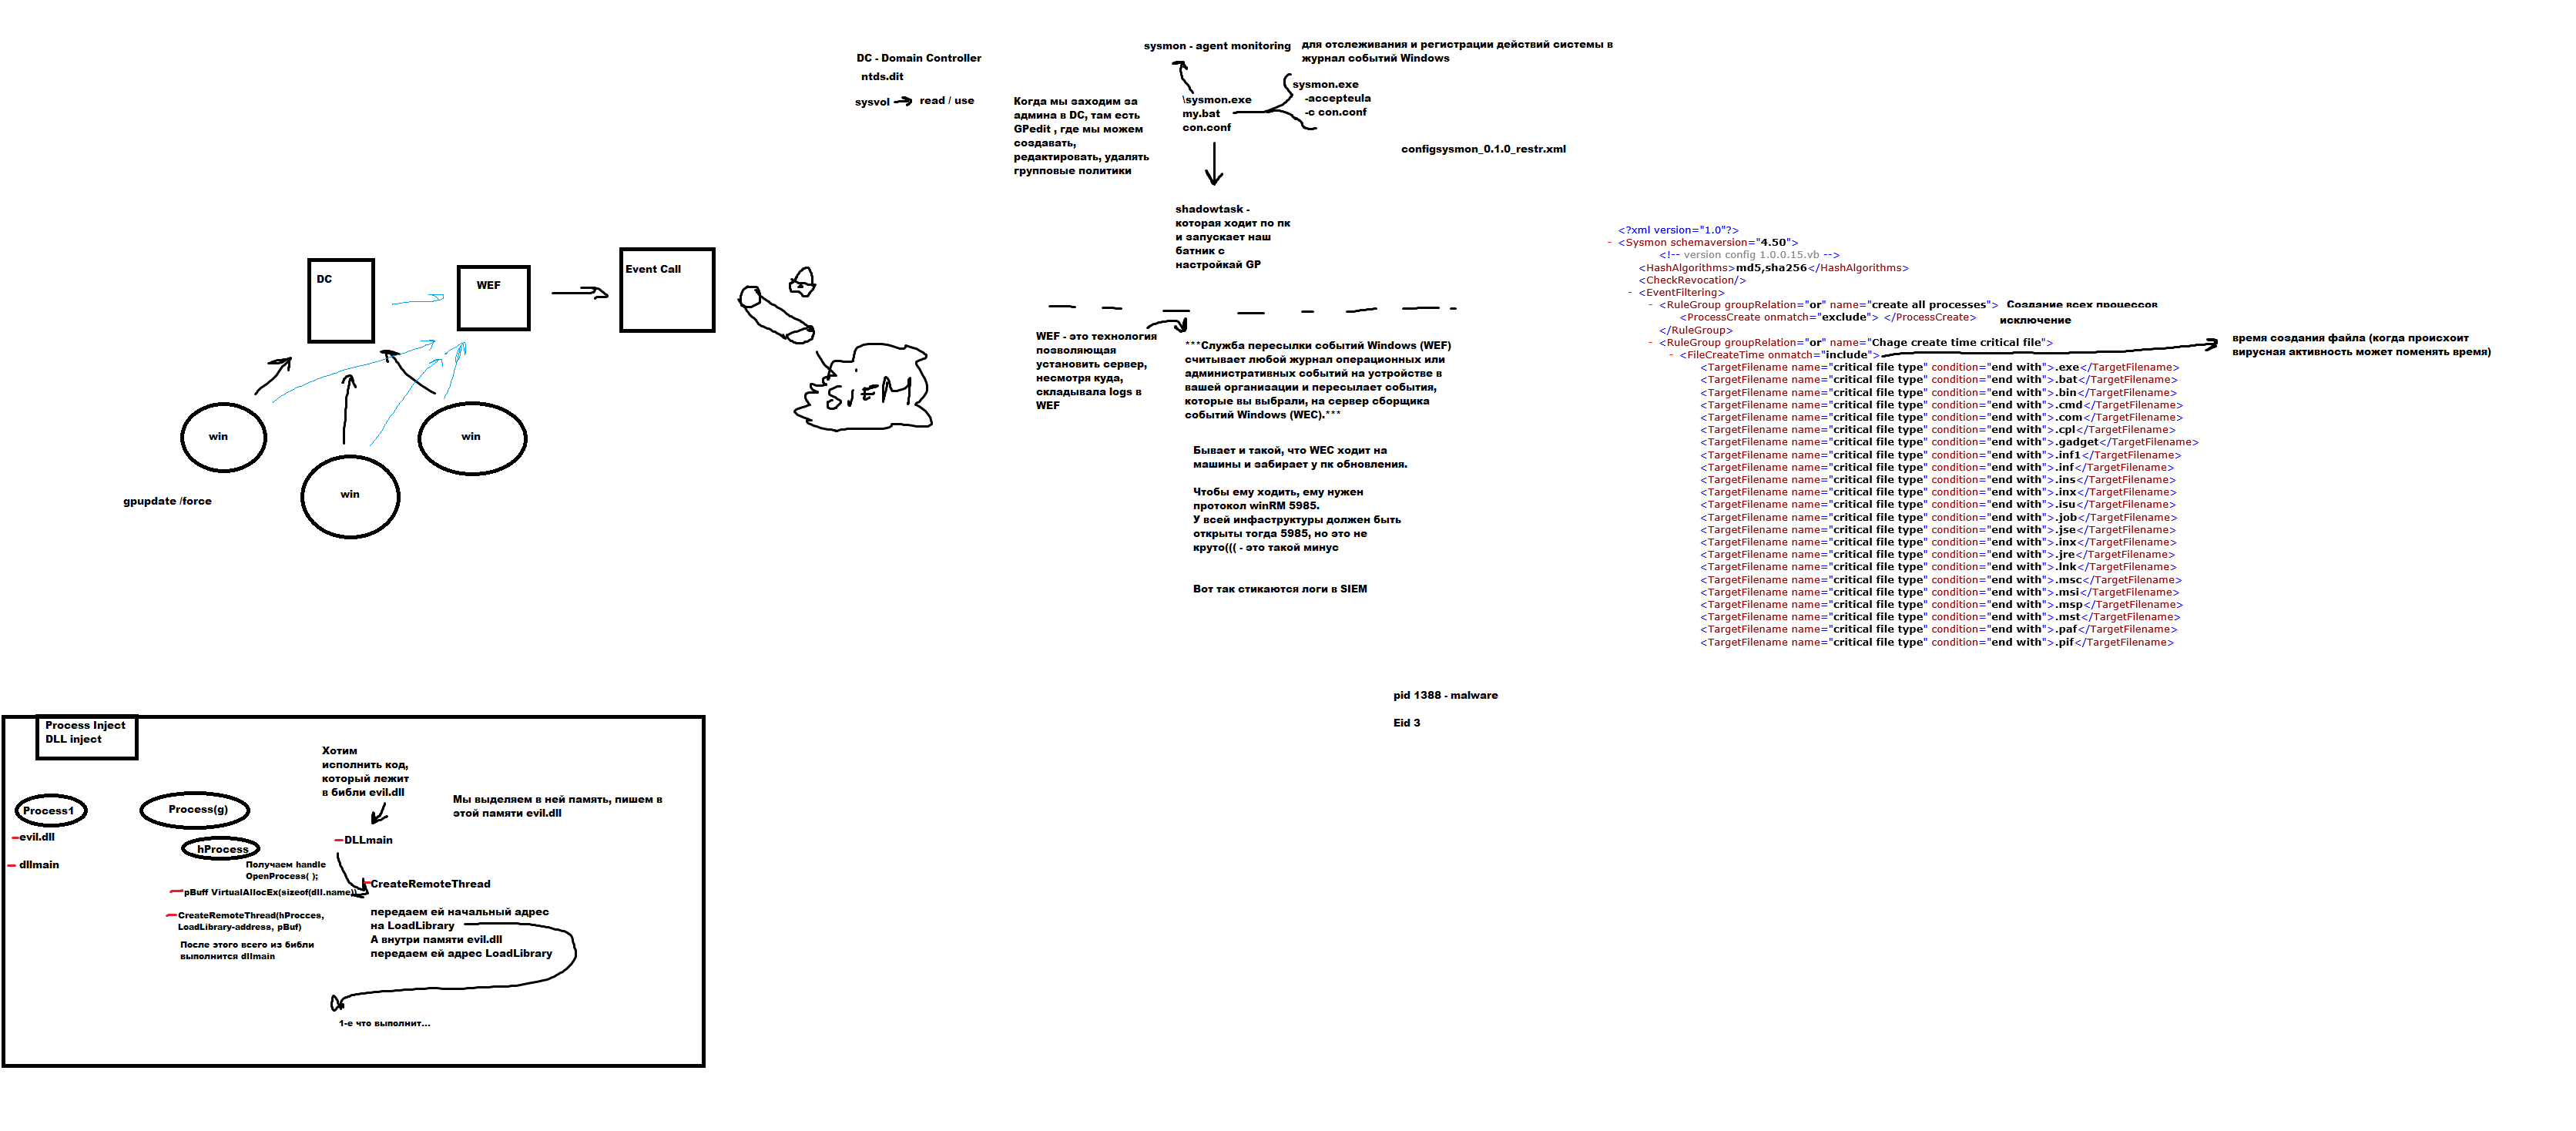 DC - Domain Controller
ntds.dit
sysvol
read / use
Когда мы заходим за
админа в DC, там есть
GPedit , где мы можем
создавать,
редактировать, удалять
групповые политики
sysmon - agent monitoring
для отслеживания и регистрации действий системы в
журнал событий Windows
\sysmon.exe
my.bat
con.conf
sysmon.exe
-accepteula
-c con.conf
configsysmon_0.1.0_restr.xml
shadowtask -
которая ходит по пк
и запускает наш
батник с
настройкай GP
DC
WEF
Event Call
SIEM
win
win
win
gpupdate /force
WEF - это технология
позволяющая
установить сервер,
несмотря куда,
складывала logs в
WEF
***Служба пересылки событий Windows (WEF)
считывает любой журнал операционных или
административных событий на устройстве в
вашей организации и пересылает события,
которые вы выбрали, на сервер сборщика
событий Windows (WEC).***
Бывает и такой, что WEC ходит на
машины и забирает у пк обновления.
Чтобы ему ходить, ему нужен
протокол winRM 5985.
У всей инфаструктуры должен быть
открыты тогда 5985, но это не
круто((( - это такой минус
Вот так стикаются логи в SIEM
<?xml version="1.0"?>
- <Sysmon schemaversion="4.50">
<!-- version config 1.0.0.15.vb -->
<HashAlgorithms>md5,sha256</HashAlgorithms>
<CheckRevocation/>
- <EventFiltering>
- <RuleGroup groupRelation="or" name="create all processes"> Создание всех процессов
<ProcessCreate onmatch="exclude"> </ProcessCreate> исключение
</RuleGroup>
- <RuleGroup groupRelation="or" name="Chage create time critical file">
- <FileCreateTime onmatch="include">
время создания файла (когда происхоит
вирусная активность может поменять время)
<TargetFilename name="critical file type" condition="end with">.exe</TargetFilename>
<TargetFilename name="critical file type" condition="end with">.bat</TargetFilename>
<TargetFilename name="critical file type" condition="end with">.bin</TargetFilename>
<TargetFilename name="critical file type" condition="end with">.cmd</TargetFilename>
<TargetFilename name="critical file type" condition="end with">.com</TargetFilename>
<TargetFilename name="critical file type" condition="end with">.cpl</TargetFilename>
<TargetFilename name="critical file type" condition="end with">.gadget</TargetFilename>
<TargetFilename name="critical file type" condition="end with">.inf1</TargetFilename>
<TargetFilename name="critical file type" condition="end with">.inf</TargetFilename>
<TargetFilename name="critical file type" condition="end with">.ins</TargetFilename>
<TargetFilename name="critical file type" condition="end with">.inx</TargetFilename>
<TargetFilename name="critical file type" condition="end with">.isu</TargetFilename>
<TargetFilename name="critical file type" condition="end with">.job</TargetFilename>
<TargetFilename name="critical file type" condition="end with">.jse</TargetFilename>
<TargetFilename name="critical file type" condition="end with">.inx</TargetFilename>
<TargetFilename name="critical file type" condition="end with">.jre</TargetFilename>
<TargetFilename name="critical file type" condition="end with">.lnk</TargetFilename>
<TargetFilename name="critical file type" condition="end with">.msc</TargetFilename>
<TargetFilename name="critical file type" condition="end with">.msi</TargetFilename>
<TargetFilename name="critical file type" condition="end with">.msp</TargetFilename>
<TargetFilename name="critical file type" condition="end with">.mst</TargetFilename>
<TargetFilename name="critical file type" condition="end with">.paf</TargetFilename>
<TargetFilename name="critical file type" condition="end with">.pif</TargetFilename>
pid 1388 - malware
Eid 3
Process Inject
DLL inject
Process1
evil.dll
dllmain
Process(g)
hProcess
Получаем handle
OpenProcess( );
pBuff VirtualAllocEx(sizeof(dll.name))
CreateRemoteThread(hProcces,
LoadLibrary-address, pBuf)
После этого всего из библи
выполнится dllmain
Хотим
исполнить код,
который лежит
в библи evil.dll
DLLmain
Мы выделяем в ней память, пишем в
этой памяти evil.dll
CreateRemoteThread
передаем ей начальный адрес
на LoadLibrary
А внутри памяти evil.dll
передаем ей адрес LoadLibrary
1-е что выполнит...